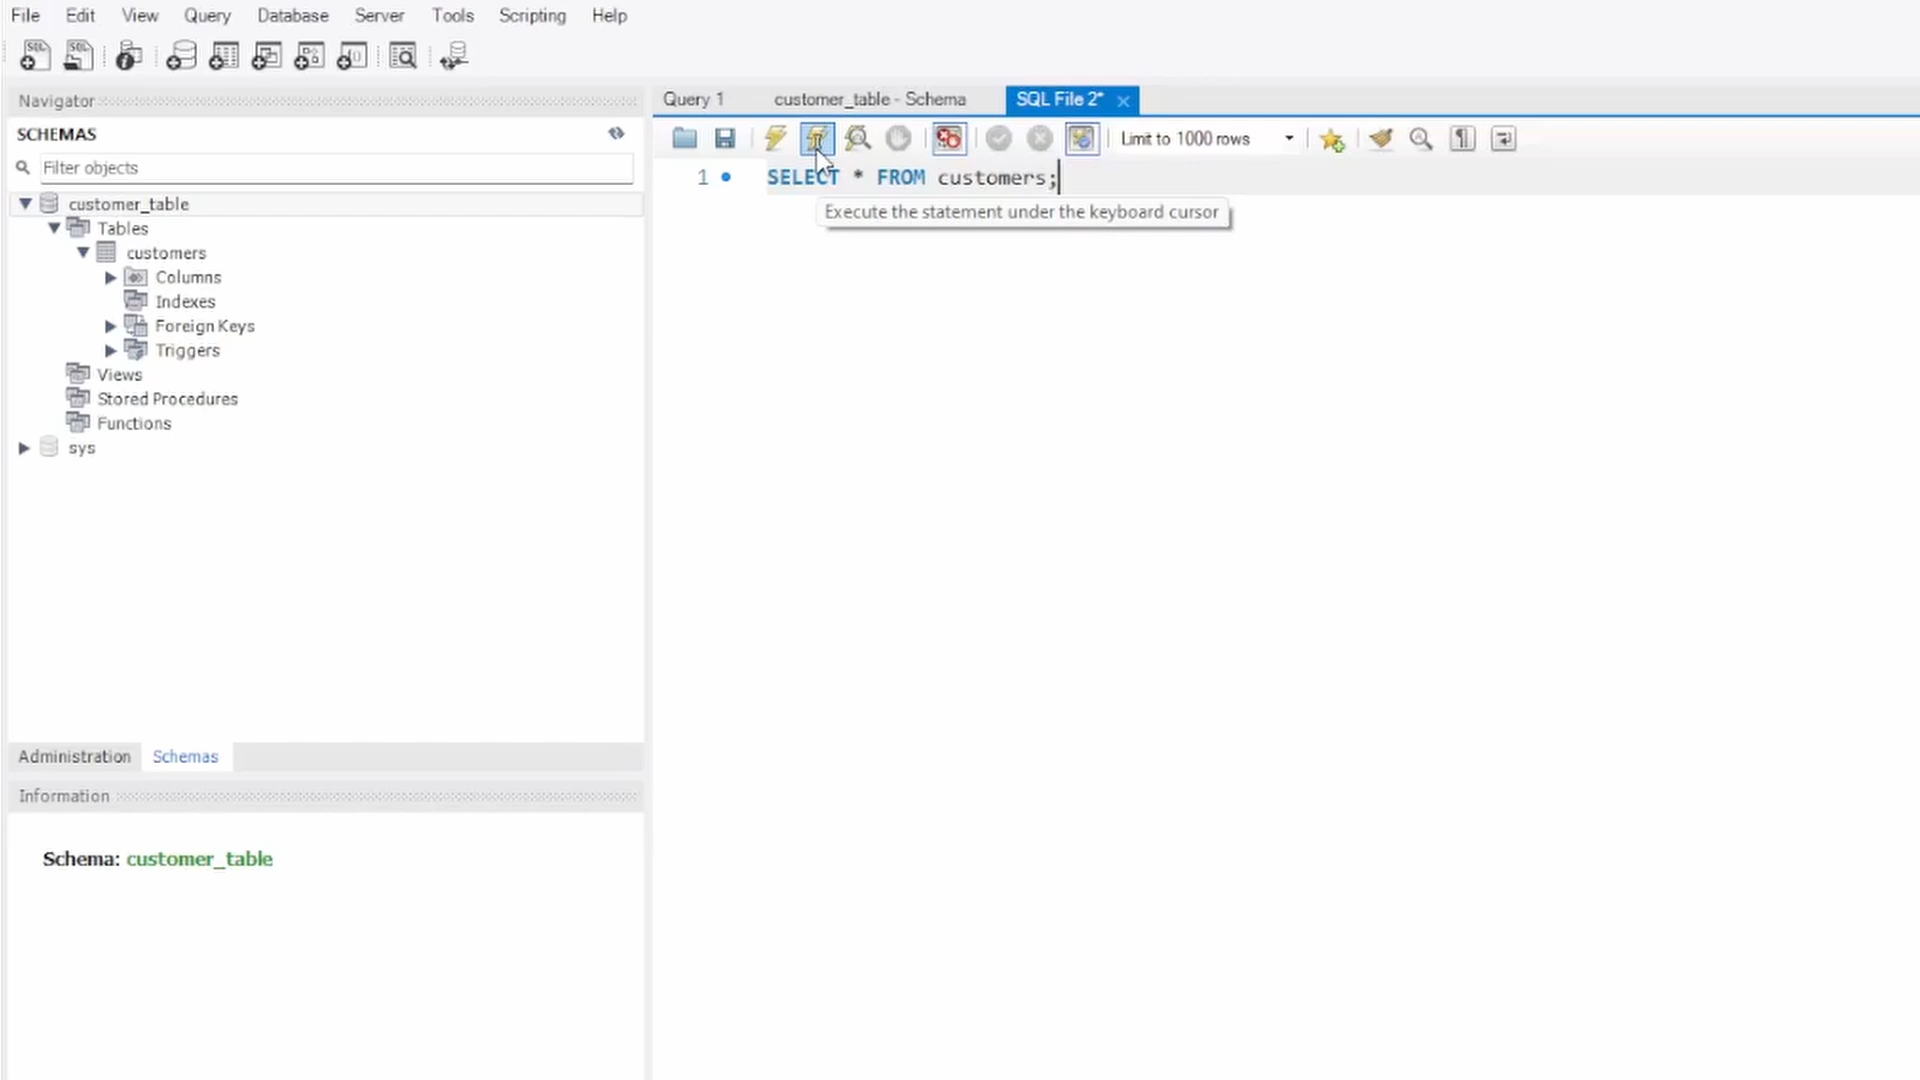 File Edit View Query Database Server Tools Scripting Help
SQL SQL
Navigator
SCHEMAS
Filter objects
customer_table
Tables
customers
Columns
Indexes
Foreign Keys
Triggers
Views
Stored Procedures
Functions
sys
Administration Schemas
Information
Schema: customer_table
Query 1 customer_table - Schema SQL File 2*
Limit to 1000 rows
1 SELECT * FROM customers;
Execute the statement under the keyboard cursor